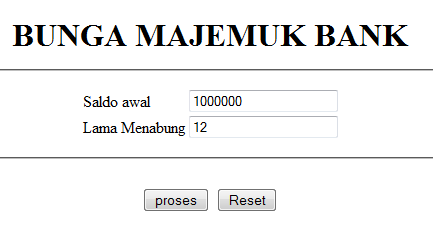 BUNGA MAJEMUK BANK
Saldo awal 1000000
Lama Menabung 12
proses Reset